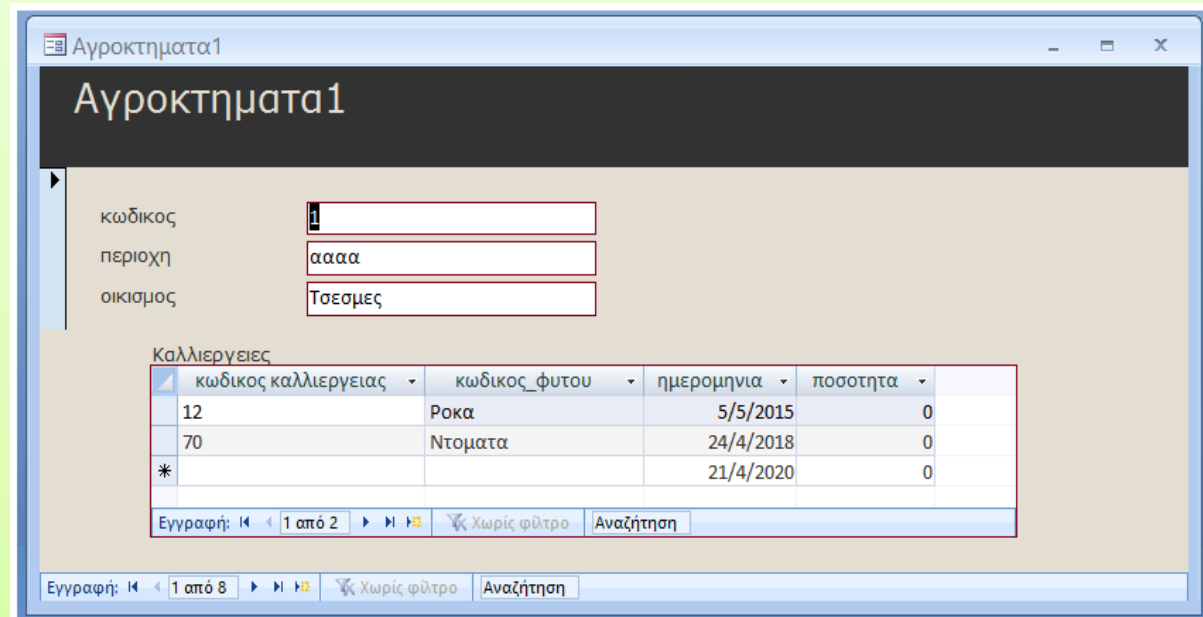 Αγροκτηματα1
Αγροκτηματα1
κωδικος 1
περιοχη αααα
οικισμος Τσεσμες
Καλλιεργειες
κωδικος καλλιεργειας κωδικος_φυτου ημερομηνια ποσοτητα
12 Ροκα 5/5/2015 0
70 Ντοματα 24/4/2018 0
21/4/2020 0
Εγγραφή: 1 από 2 Χωρίς φίλτρο Αναζήτηση
Εγγραφή: 1 από 8 Χωρίς φίλτρο Αναζήτηση